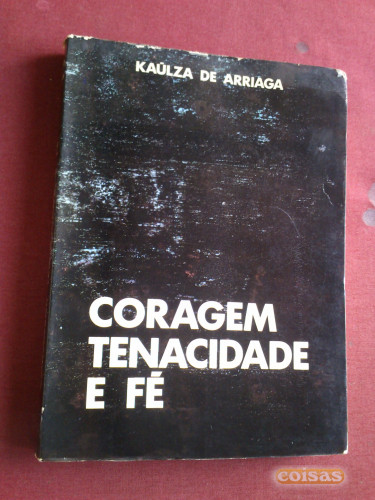 KAÚLZA DE ARRIAGA
CORAGEM
TENACIDADE
E FÉ
coisas